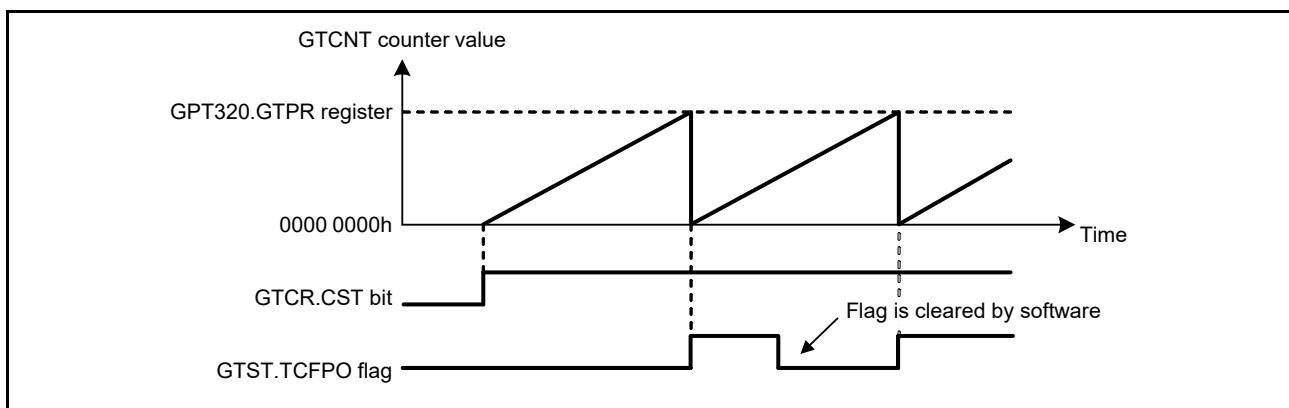 GTCNT counter value
GPT320.GTPR register
0000 0000h
Time
GTCR.CST bit
Flag is cleared by software
GTST.TCFPO flag